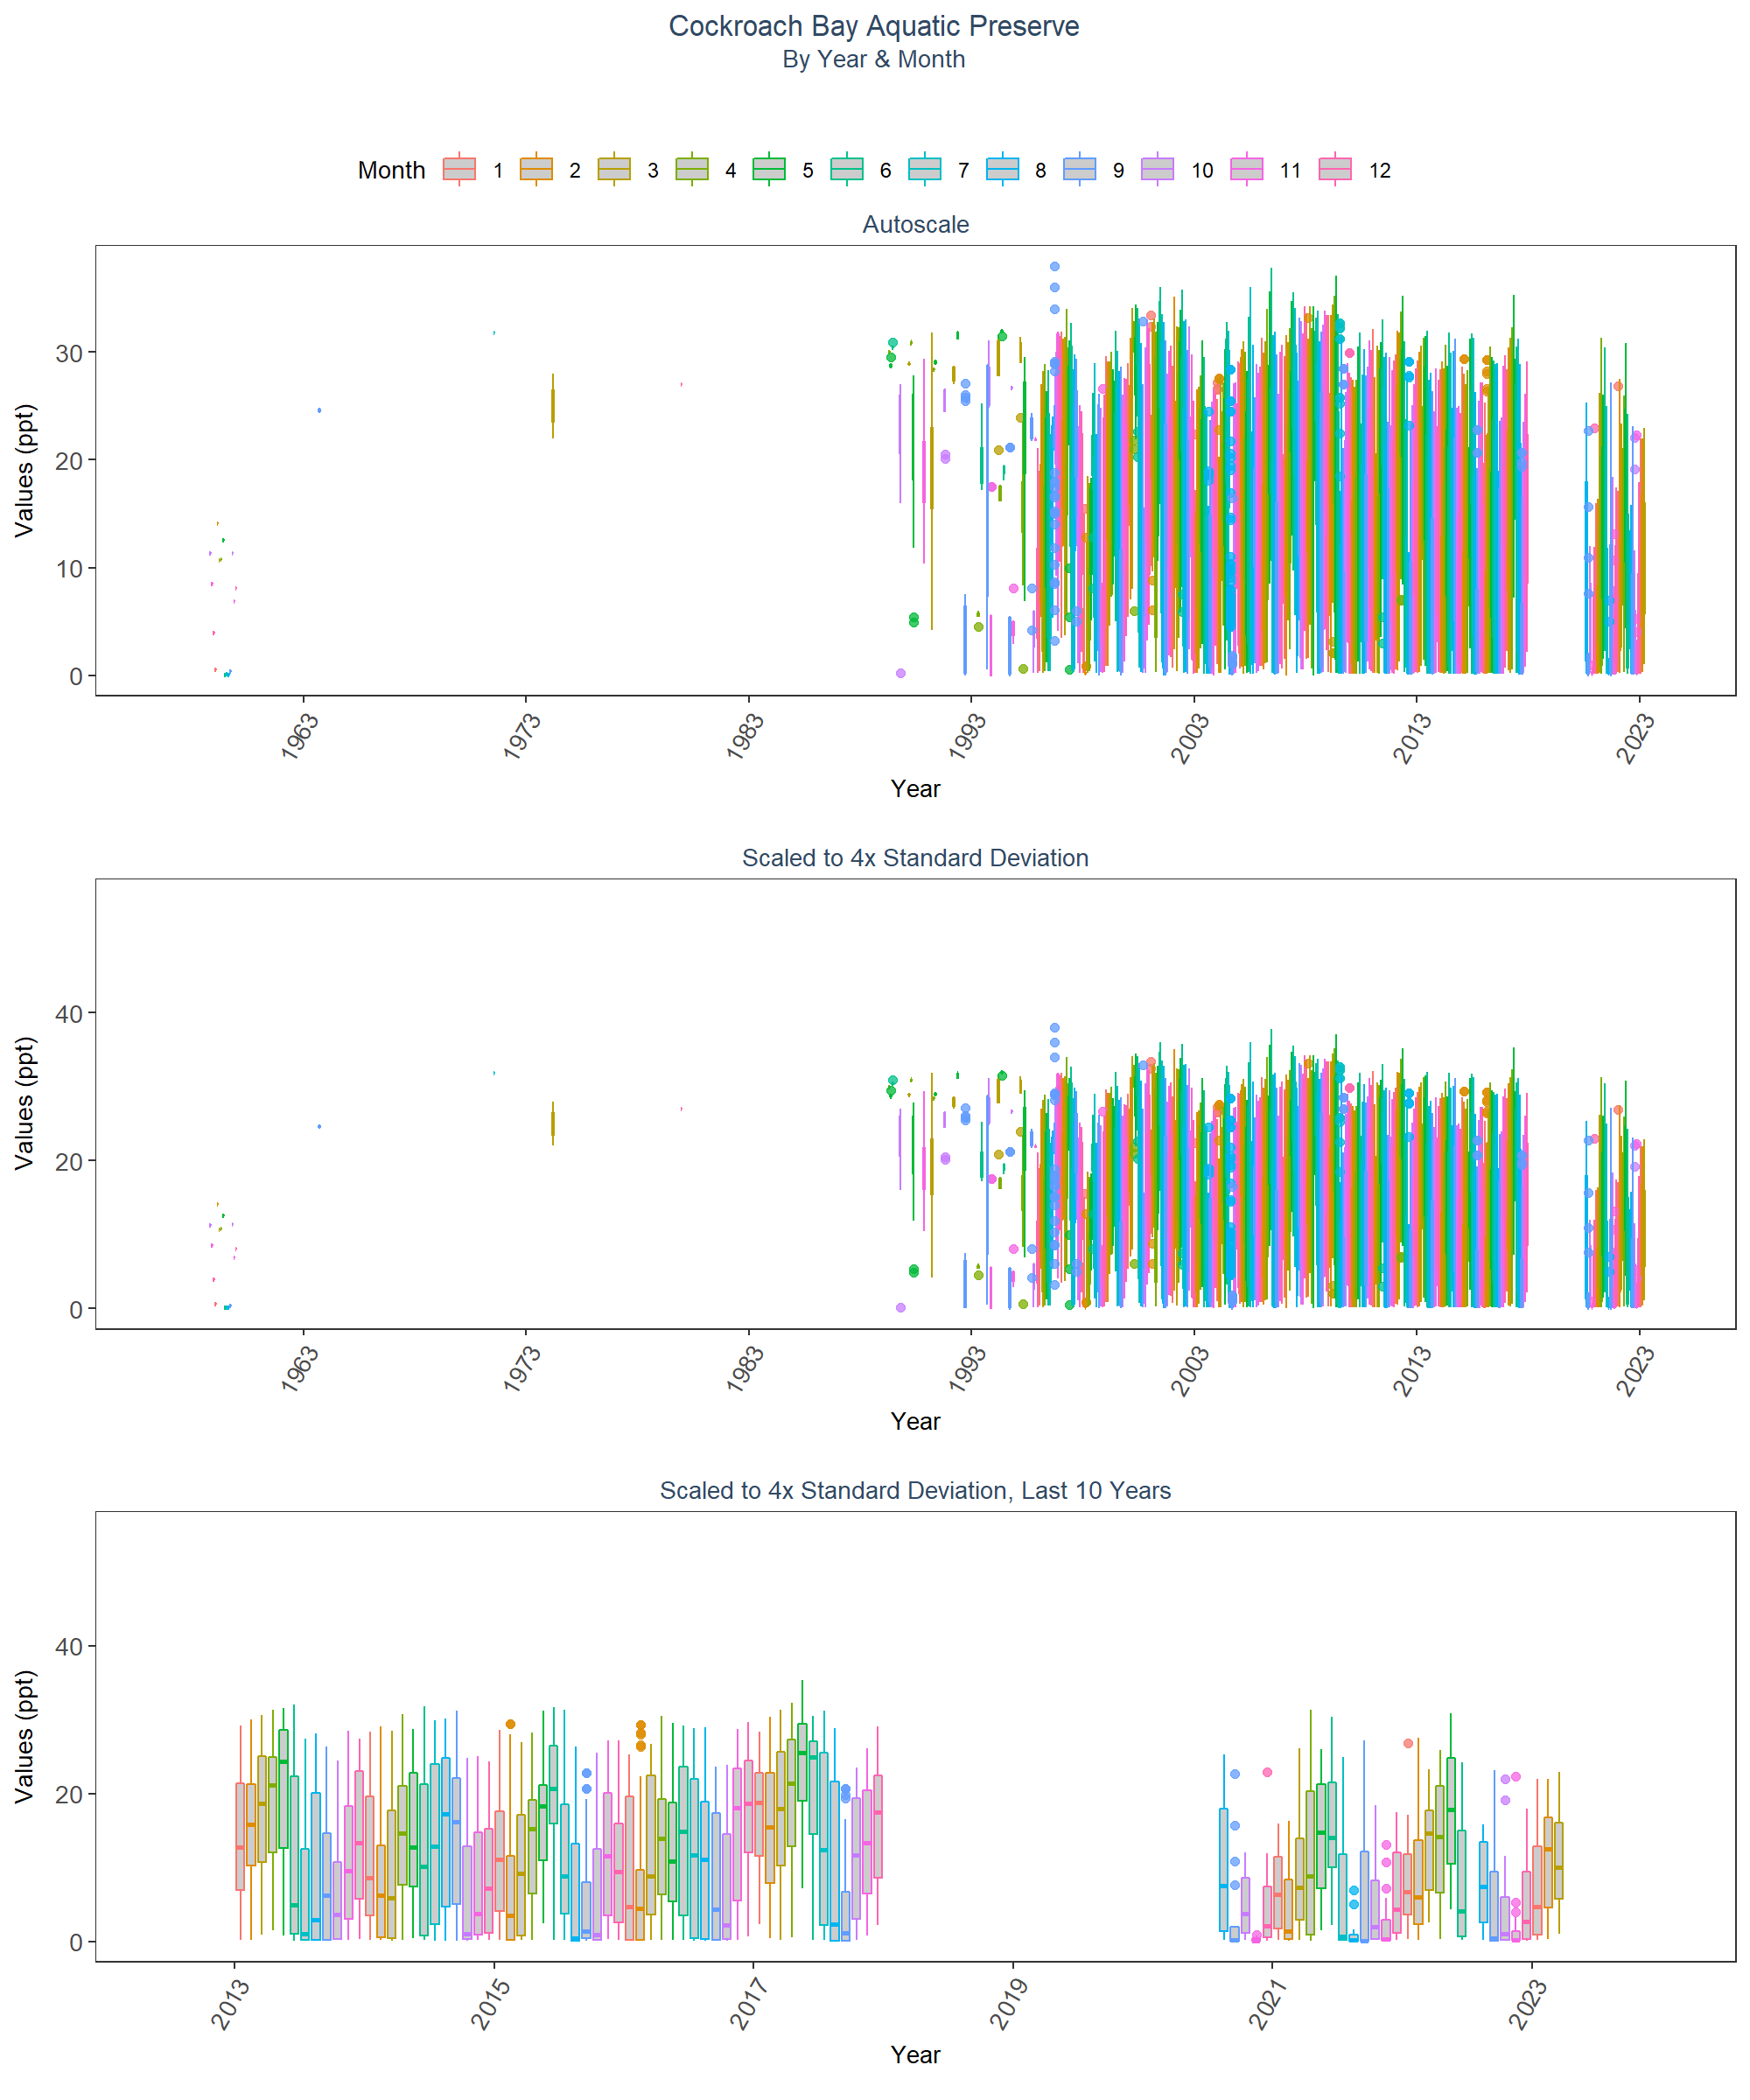 Cockroach Bay Aquatic Preserve
By Year & Month
Month 1 2 3 4 5 6 7 8 9 10 11 12
Autoscale
Values (ppt)
30
20
10
0
1963 1973 1983 1993 2003 2013 2023
Year
Scaled to 4x Standard Deviation
Values (ppt)
40
20
0
1963 1973 1983 1993 2003 2013 2023
Year
Scaled to 4x Standard Deviation, Last 10 Years
Values (ppt)
40
20
0
2013 2015 2017 2019 2021 2023
Year